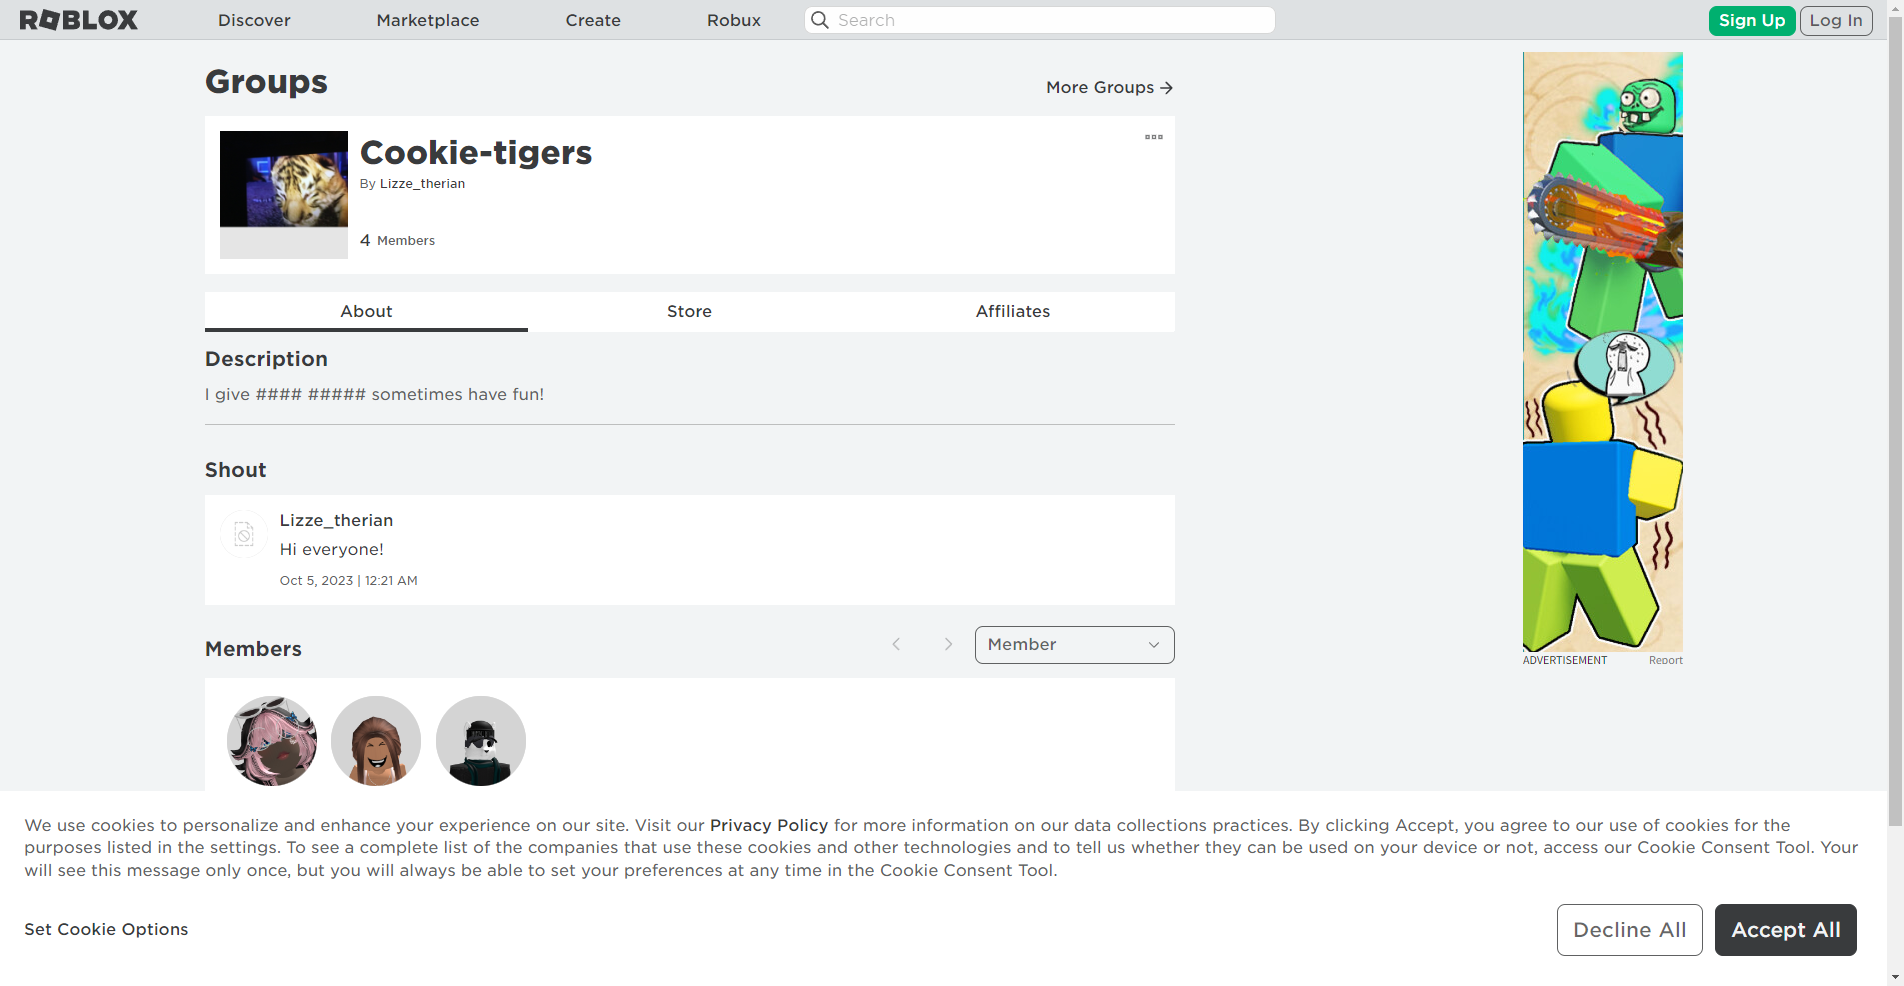 ROBLOX
Discover
Marketplace
Create
Robux
Search
Sign Up
Log In
Groups
More Groups
Cookie-tigers
By Lizze_therian
4 Members
About
Store
Affiliates
Description
I give #### ##### sometimes have fun!
Shout
Lizze_therian
Hi everyone!
Oct 5, 2023 | 12:21 AM
Members
Member
ADVERTISEMENT
Report
We use cookies to personalize and enhance your experience on our site. Visit our Privacy Policy for more information on our data collections practices. By clicking Accept, you agree to our use of cookies for the
purposes listed in the settings. To see a complete list of the companies that use these cookies and other technologies and to tell us whether they can be used on your device or not, access our Cookie Consent Tool. Your
will see this message only once, but you will always be able to set your preferences at any time in the Cookie Consent Tool.
Set Cookie Options
Decline All
Accept All